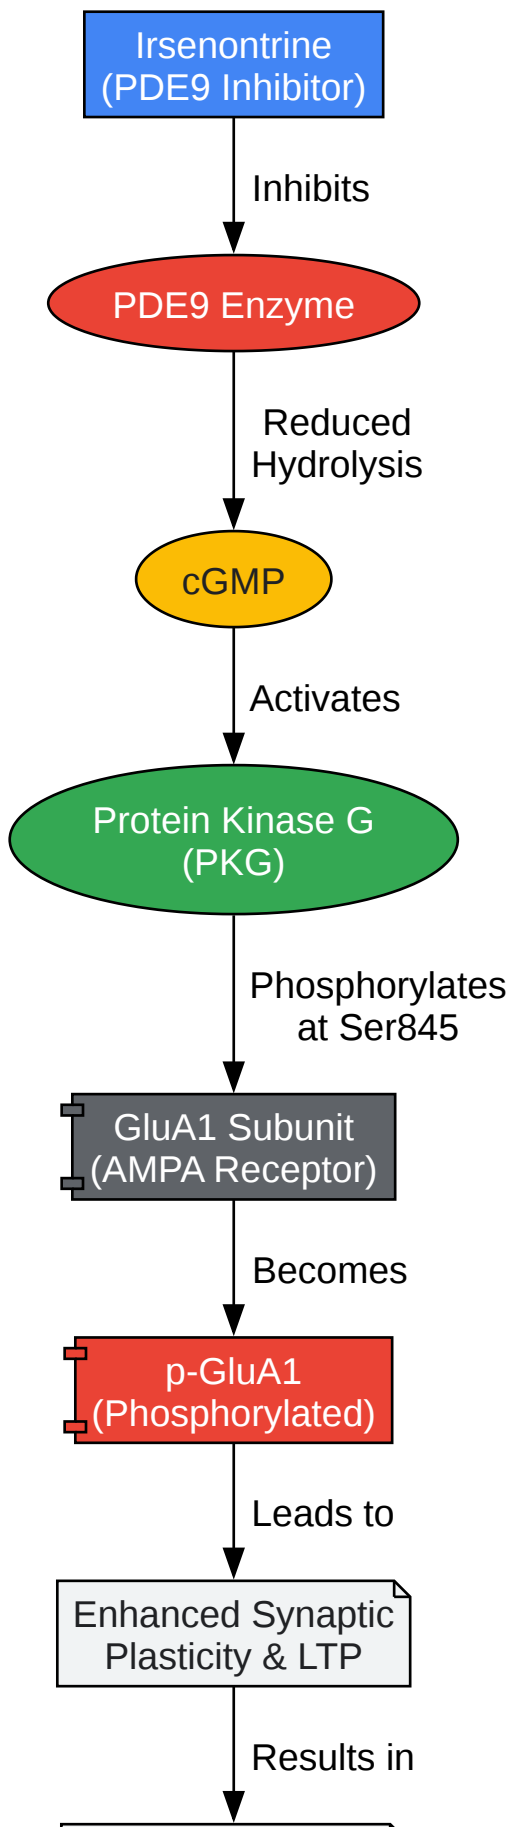 Irsenontrine
(PDE9 Inhibitor)
Inhibits
PDE9 Enzyme
Reduced
Hydrolysis
cGMP
Activates
Protein Kinase G
(PKG)
Phosphorylates
at Ser845
GluA1 Subunit
(AMPA Receptor)
Becomes
p-GluA1
(Phosphorylated)
Leads to
Enhanced Synaptic
Plasticity & LTP
Results in